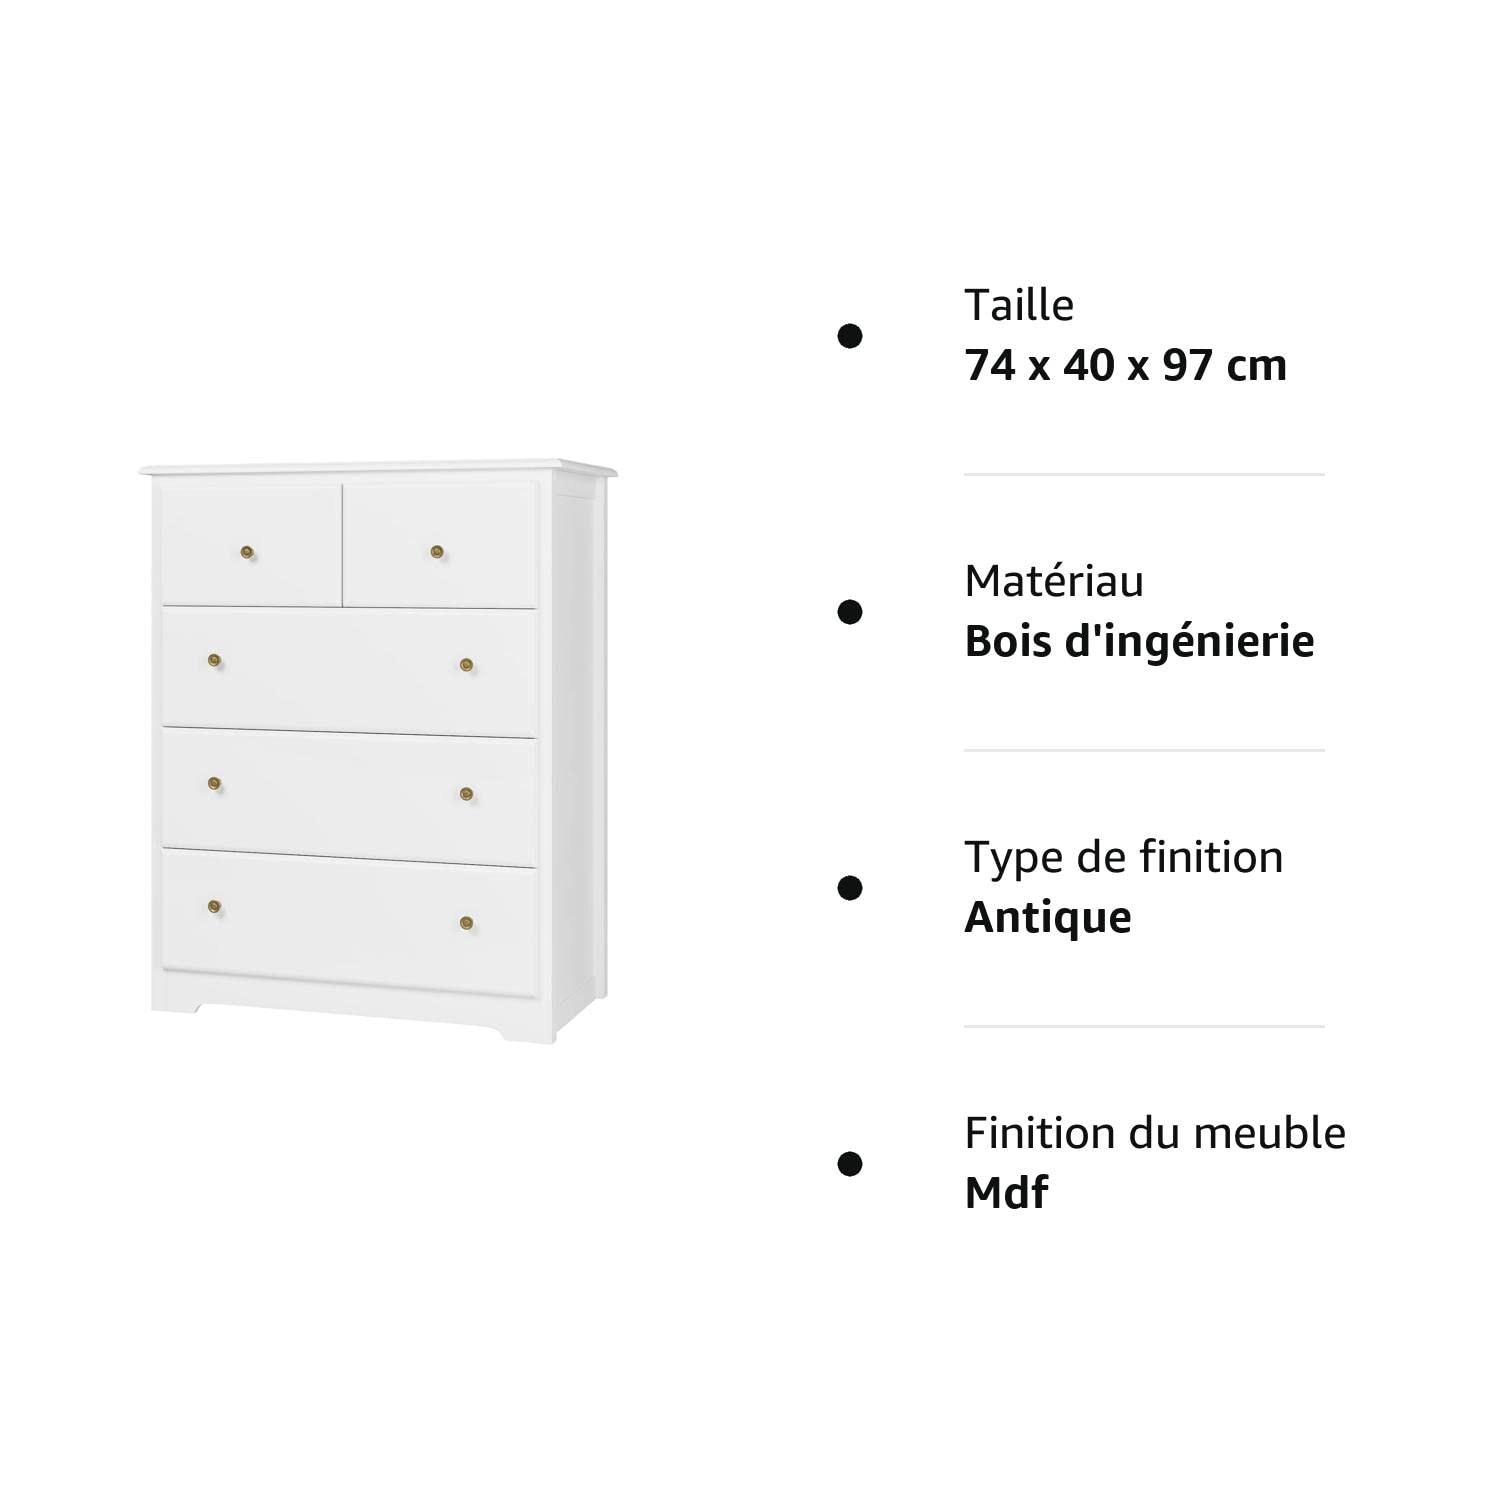 Taille
74 x 40 x 97 cm
Matériau
Bois d'ingénierie
Type de finition
Antique
Finition du meuble
Mdf